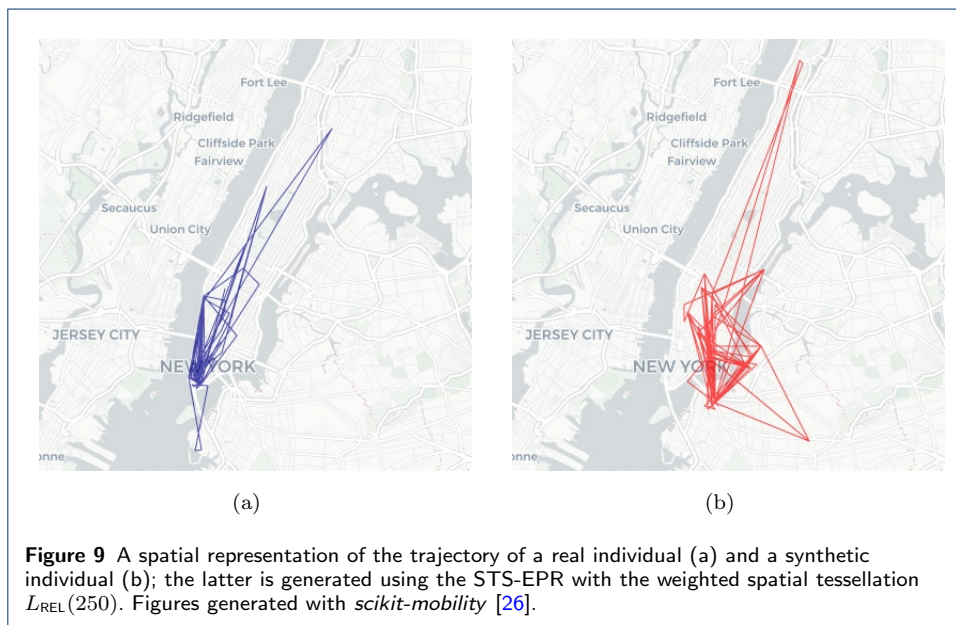 Fort Lee
Ridgefield
Cliffside Park
Fairview
Secaucus
Union City
JERSEY CITY
NEW YORK
onne
(a)
Fort Lee
Ridgefield
Cliffside Park
Fairview
Secaucus
Union City
JERSEY CITY
NEW YORK
onne
(b)
Figure 9 A spatial representation of the trajectory of a real individual (a) and a synthetic
individual (b); the latter is generated using the STS-EPR with the weighted spatial tessellation
L_REL(250). Figures generated with scikit-mobility [26].